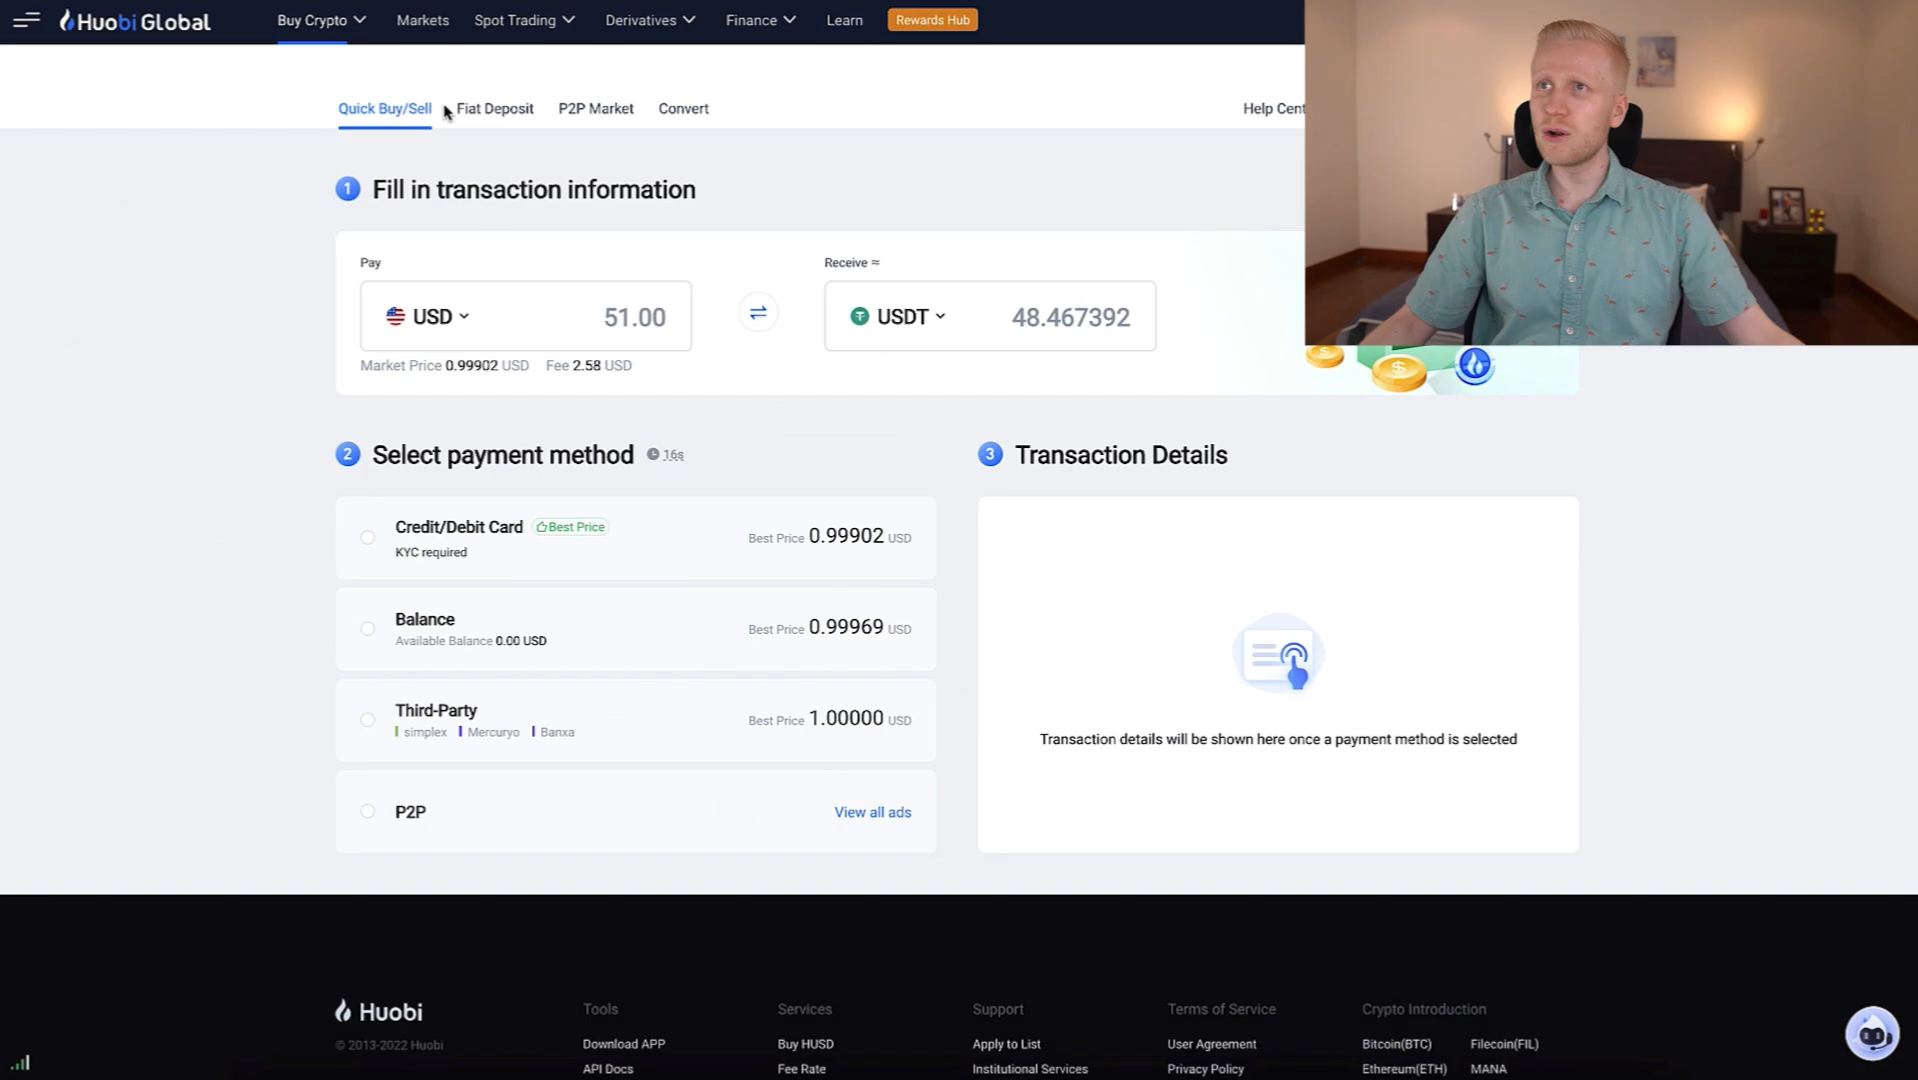 Huobi Global
Buy Crypto
Markets
Spot Trading
Derivatives
Finance
Learn
Rewards Hub
Quick Buy/Sell
Fiat Deposit
P2P Market
Convert
Help Cent
1 Fill in transaction information
Pay
Receive ≈
USD 51.00
USDT 48.467392
Market Price 0.99902 USD Fee 2.58 USD
2 Select payment method 16s
3 Transaction Details
Credit/Debit Card Best Price
KYC required
Best Price 0.99902 USD
Balance
Available Balance 0.00 USD
Best Price 0.99969 USD
Third-Party
simplex Mercuryo Banxa
Best Price 1.00000 USD
P2P
View all ads
Transaction details will be shown here once a payment method is selected
Huobi
© 2013-2022 Huobi
Tools
Download APP
API Docs
Services
Buy HUSD
Fee Rate
Support
Apply to List
Institutional Services
Terms of Service
User Agreement
Privacy Policy
Crypto Introduction
Bitcoin(BTC) Filecoin(FIL)
Ethereum(ETH) MANA